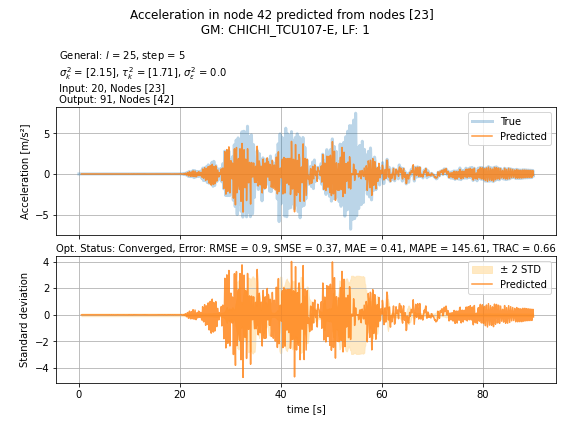 Acceleration in node 42 predicted from nodes [23]
GM: CHICHI_TCU107-E, LF: 1
General: l = 25, step = 5
σ²ₖ = [2.15], τ²ₖ = [1.71], σ²_ε = 0.0
Input: 20, Nodes [23]
Output: 91, Nodes [42]
Acceleration [m/s²]
5
0
−5
True
Predicted
Opt. Status: Converged, Error: RMSE = 0.9, SMSE = 0.37, MAE = 0.41, MAPE = 145.61, TRAC = 0.66
Standard deviation
4
2
0
−2
−4
± 2 STD
Predicted
0 20 40 60 80
time [s]